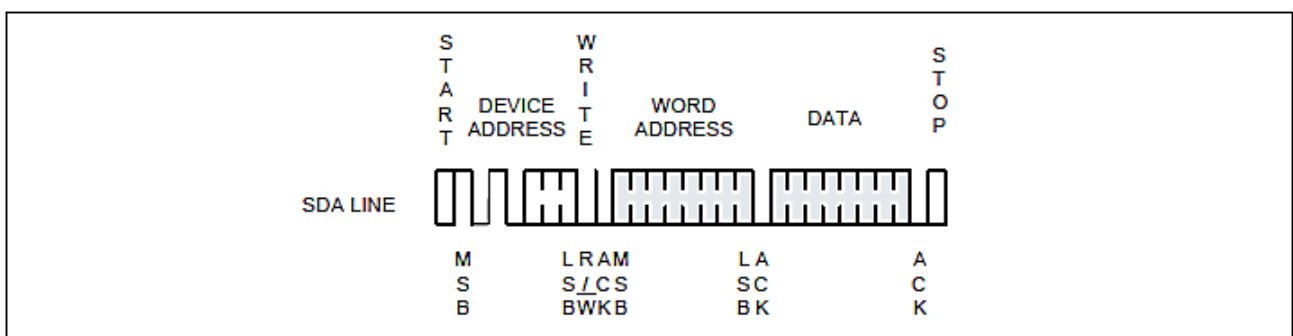 START
DEVICE
ADDRESS
WRITE
WORD
ADDRESS
DATA
STOP
SDA LINE
MSB
LSB
R/W
ACK
MSB
LSB
ACK
ACK